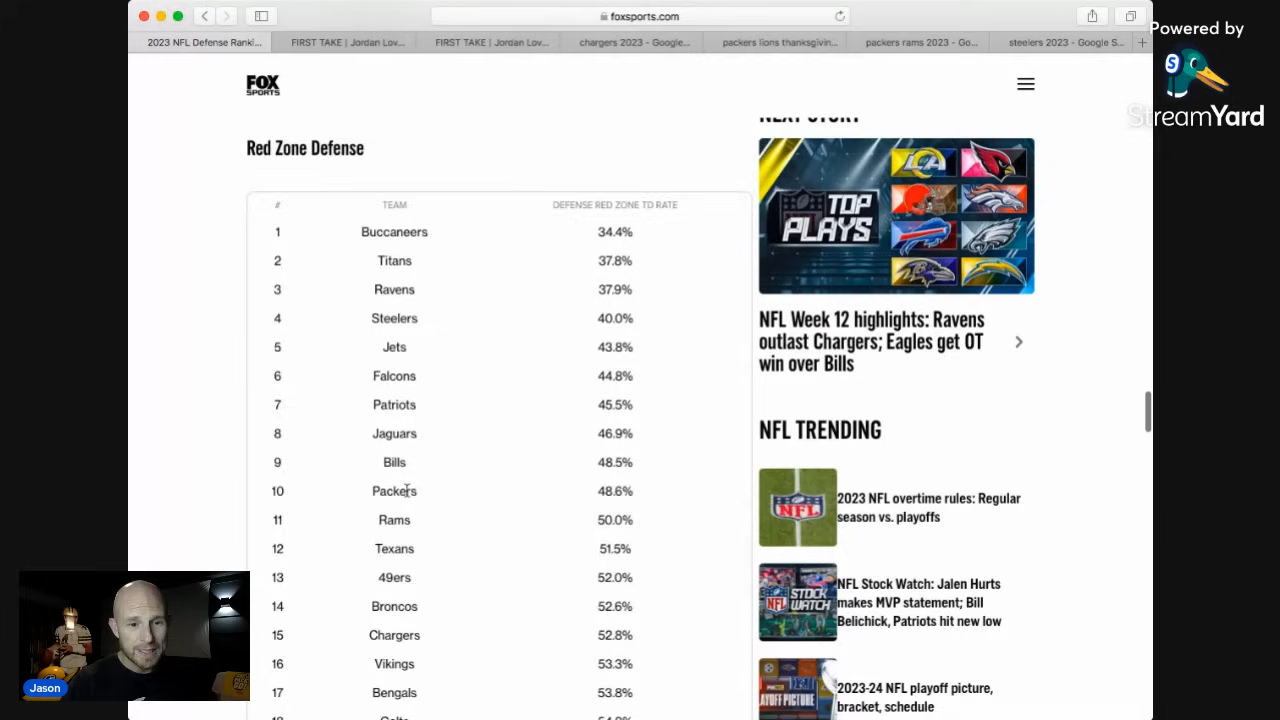 foxsports.com
Powered by
StreamYard
2023 NFL Defense Ranki...
FIRST TAKE | Jordan Lov...
FIRST TAKE | Jordan Lov...
chargers 2023 - Google...
packers lions thanksgivin...
packers rams 2023 - Go...
steelers 2023 - Google S...
FOX
SPORTS
NEXT STORY
Red Zone Defense
# TEAM DEFENSE RED ZONE TD RATE
1 Buccaneers 34.4%
2 Titans 37.8%
3 Ravens 37.9%
4 Steelers 40.0%
5 Jets 43.8%
6 Falcons 44.8%
7 Patriots 45.5%
8 Jaguars 46.9%
9 Bills 48.5%
10 Packers 48.6%
11 Rams 50.0%
12 Texans 51.5%
13 49ers 52.0%
14 Broncos 52.6%
15 Chargers 52.8%
16 Vikings 53.3%
17 Bengals 53.8%
TOP
PLAYS
NFL Week 12 highlights: Ravens
outlast Chargers; Eagles get OT
win over Bills
NFL TRENDING
NFL
2023 NFL overtime rules: Regular
season vs. playoffs
STOCK
WATCH
NFL Stock Watch: Jalen Hurts
makes MVP statement; Bill
Belichick, Patriots hit new low
PLAYOFF
PICTURE
2023-24 NFL playoff picture,
bracket, schedule
Jason